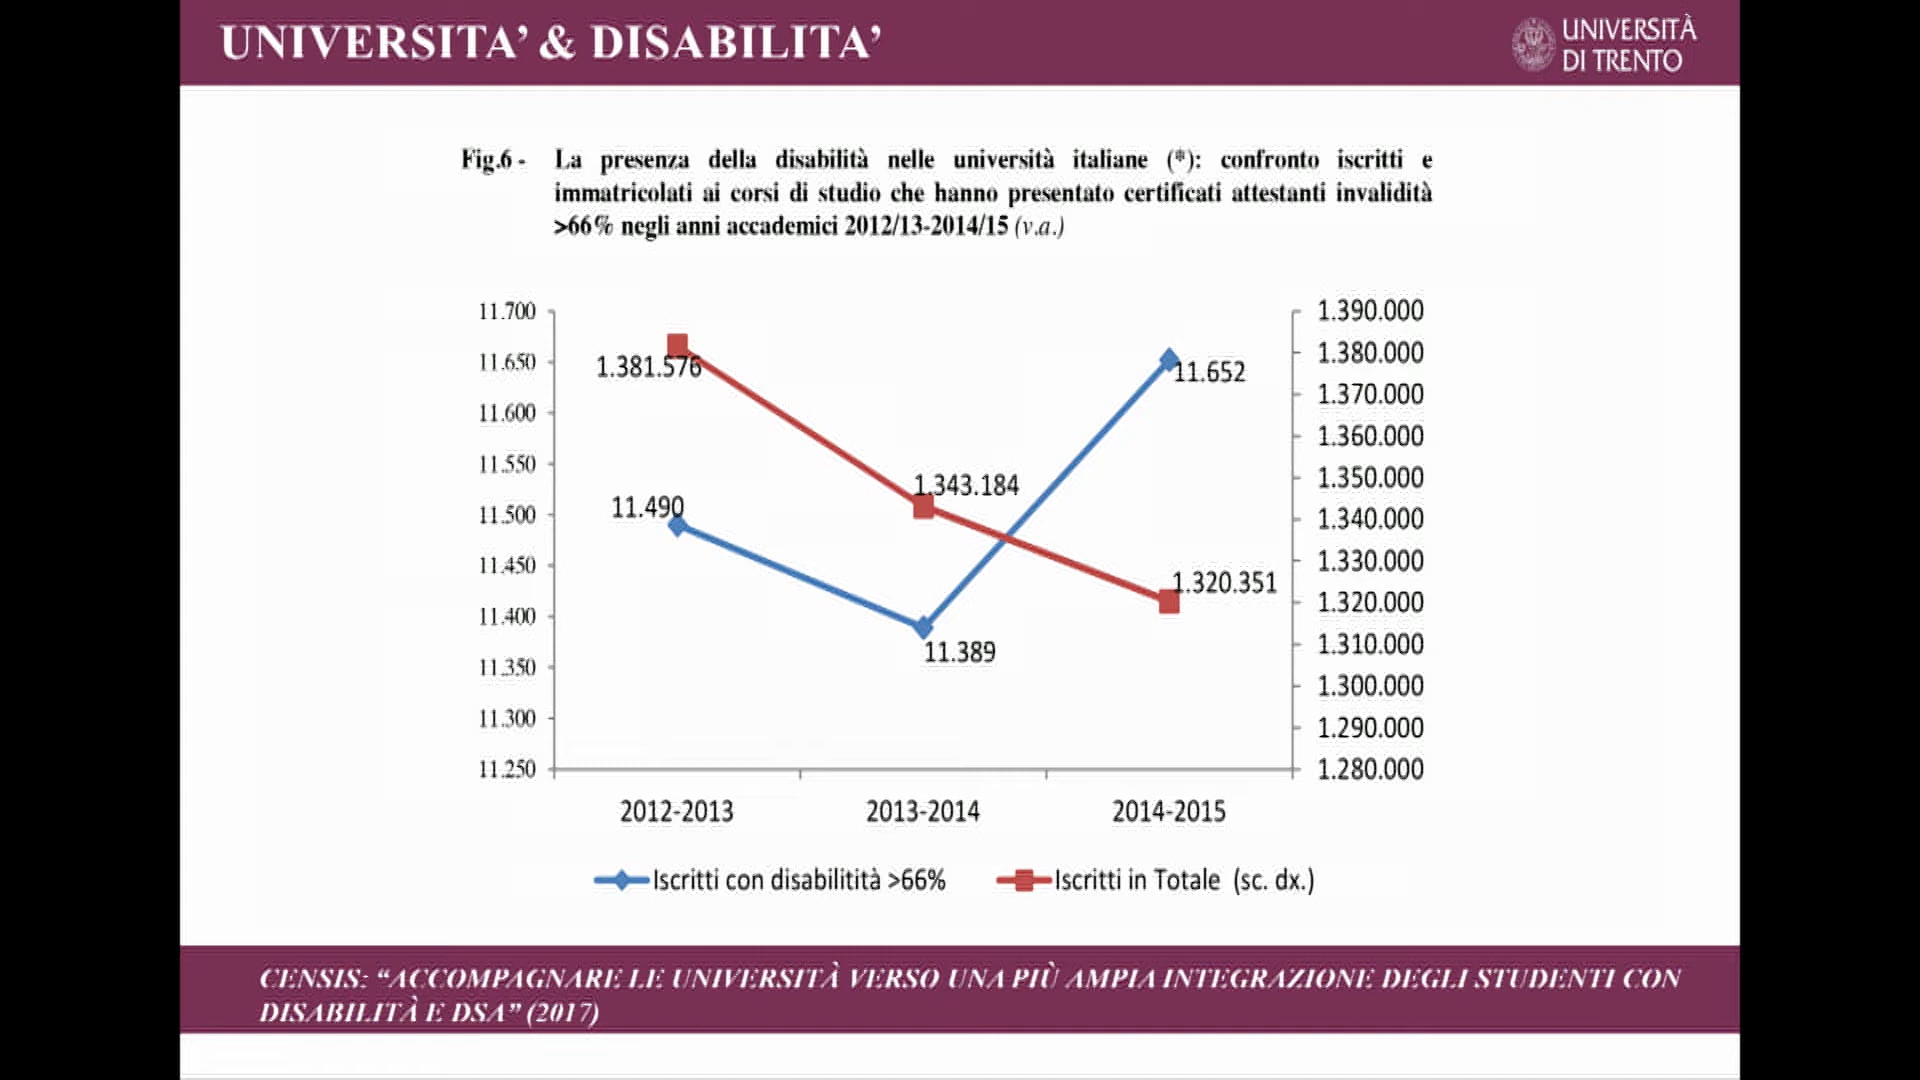 UNIVERSITA’ & DISABILITA’
UNIVERSITÀ
DI TRENTO
Fig.6 - La presenza della disabilità nelle università italiane (*): confronto iscritti e
immatricolati ai corsi di studio che hanno presentato certificati attestanti invalidità
>66% negli anni accademici 2012/13-2014/15 (v.a.)
11.700
11.650
11.600
11.550
11.500
11.450
11.400
11.350
11.300
11.250
1.381.576
11.490
1.343.184
11.389
11.652
1.320.351
1.390.000
1.380.000
1.370.000
1.360.000
1.350.000
1.340.000
1.330.000
1.320.000
1.310.000
1.300.000
1.290.000
1.280.000
2012-2013 2013-2014 2014-2015
Iscritti con disabilitità >66% Iscritti in Totale (sc. dx.)
CENSIS: “ACCOMPAGNARE LE UNIVERSITÀ VERSO UNA PIÙ AMPIA INTEGRAZIONE DEGLI STUDENTI CON
DISABILITÀ E DSA” (2017)